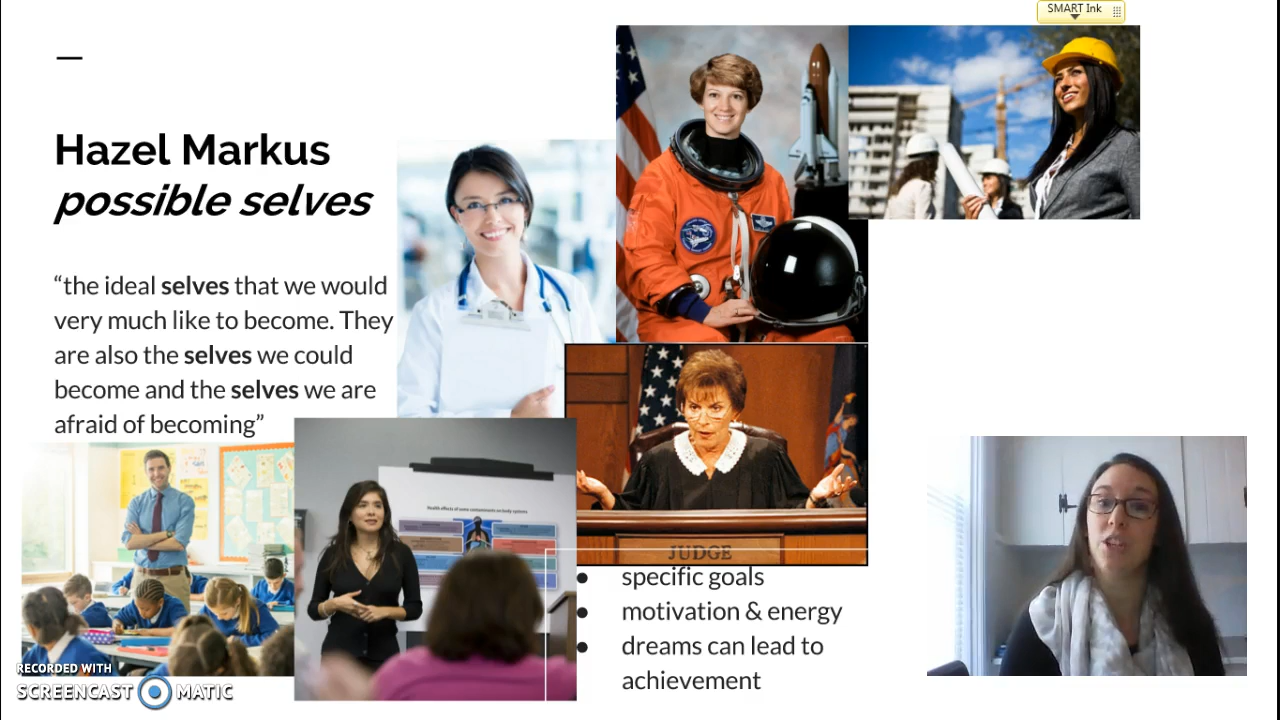 SMART Ink
Hazel Markus
possible selves
“the ideal selves that we would
very much like to become. They
are also the selves we could
become and the selves we are
afraid of becoming”
JUDGE
● specific goals
● motivation & energy
● dreams can lead to
achievement
RECORDED WITH
SCREENCAST MATIC